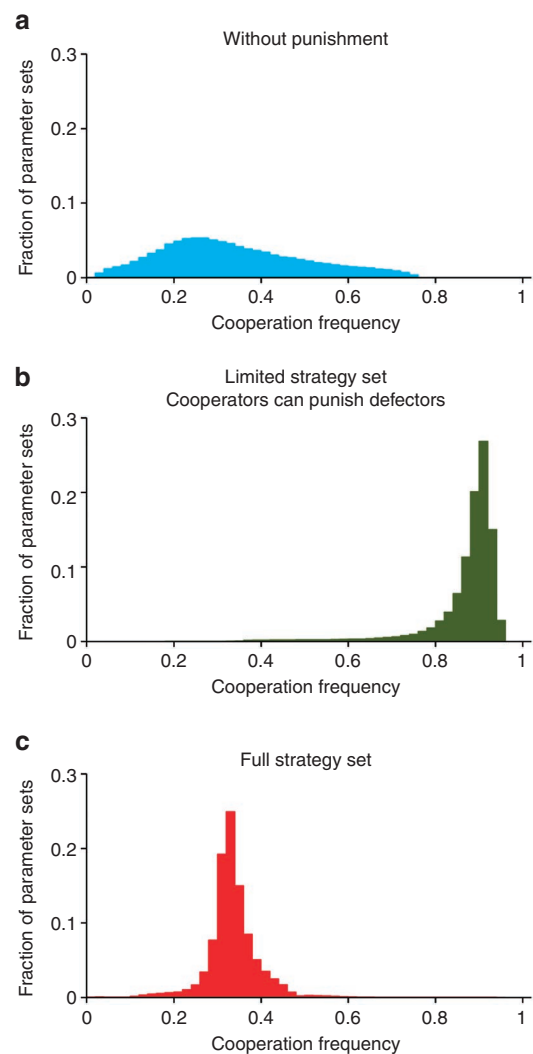 a
Without punishment
Fraction of parameter sets
0.3
0.2
0.1
0
0 0.2 0.4 0.6 0.8 1
Cooperation frequency
b
Limited strategy set
Cooperators can punish defectors
Fraction of parameter sets
0.3
0.2
0.1
0
0 0.2 0.4 0.6 0.8 1
Cooperation frequency
c
Full strategy set
Fraction of parameter sets
0.3
0.2
0.1
0
0 0.2 0.4 0.6 0.8 1
Cooperation frequency